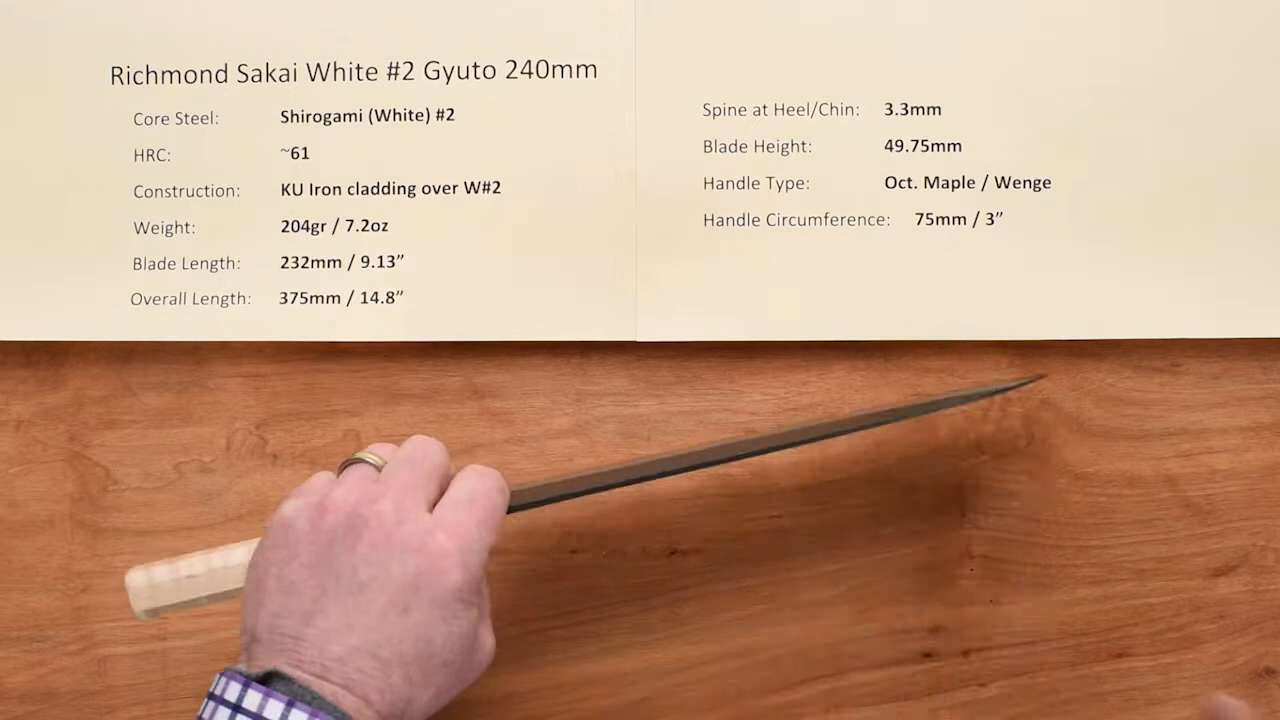 Richmond Sakai White #2 Gyuto 240mm
Core Steel: Shirogami (White) #2
HRC: ~61
Construction: KU Iron cladding over W#2
Weight: 204gr / 7.2oz
Blade Length: 232mm / 9.13”
Overall Length: 375mm / 14.8”
Spine at Heel/Chin: 3.3mm
Blade Height: 49.75mm
Handle Type: Oct. Maple / Wenge
Handle Circumference: 75mm / 3”